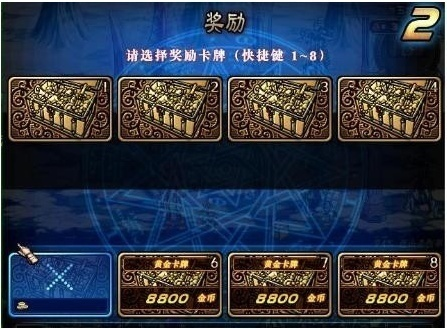 奖励
2
请选择奖励卡牌（快捷键 1~8）
1 2 3 4
黄金卡牌 6 黄金卡牌 7 黄金卡牌 8
8800 金币 8800 金币 8800 金币